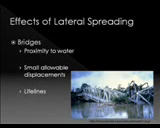 Effects of Lateral Spreading
Bridges
Proximity to water
Small allowable
displacements
Lifelines